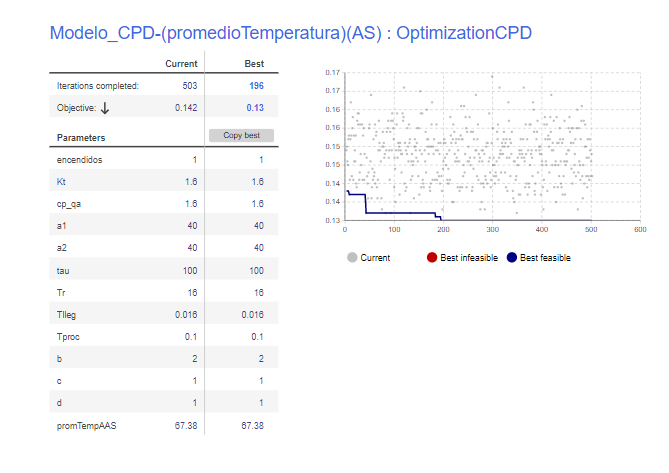 Modelo_CPD-(promedioTemperatura)(AS) : OptimizationCPD
Current Best
Iterations completed: 503 196
Objective: ↓ 0.142 0.13
Parameters Copy best
encendidos 1 1
Kt 1.6 1.6
cp_qa 1.6 1.6
a1 40 40
a2 40 40
tau 100 100
Tr 16 16
Tlleg 0.016 0.016
Tproc 0.1 0.1
b 2 2
c 1 1
d 1 1
promTempAAS 67.38 67.38
0.17
0.17
0.16
0.16
0.15
0.15
0.14
0.14
0.13
0 100 200 300 400 500 600
Current Best infeasible Best feasible